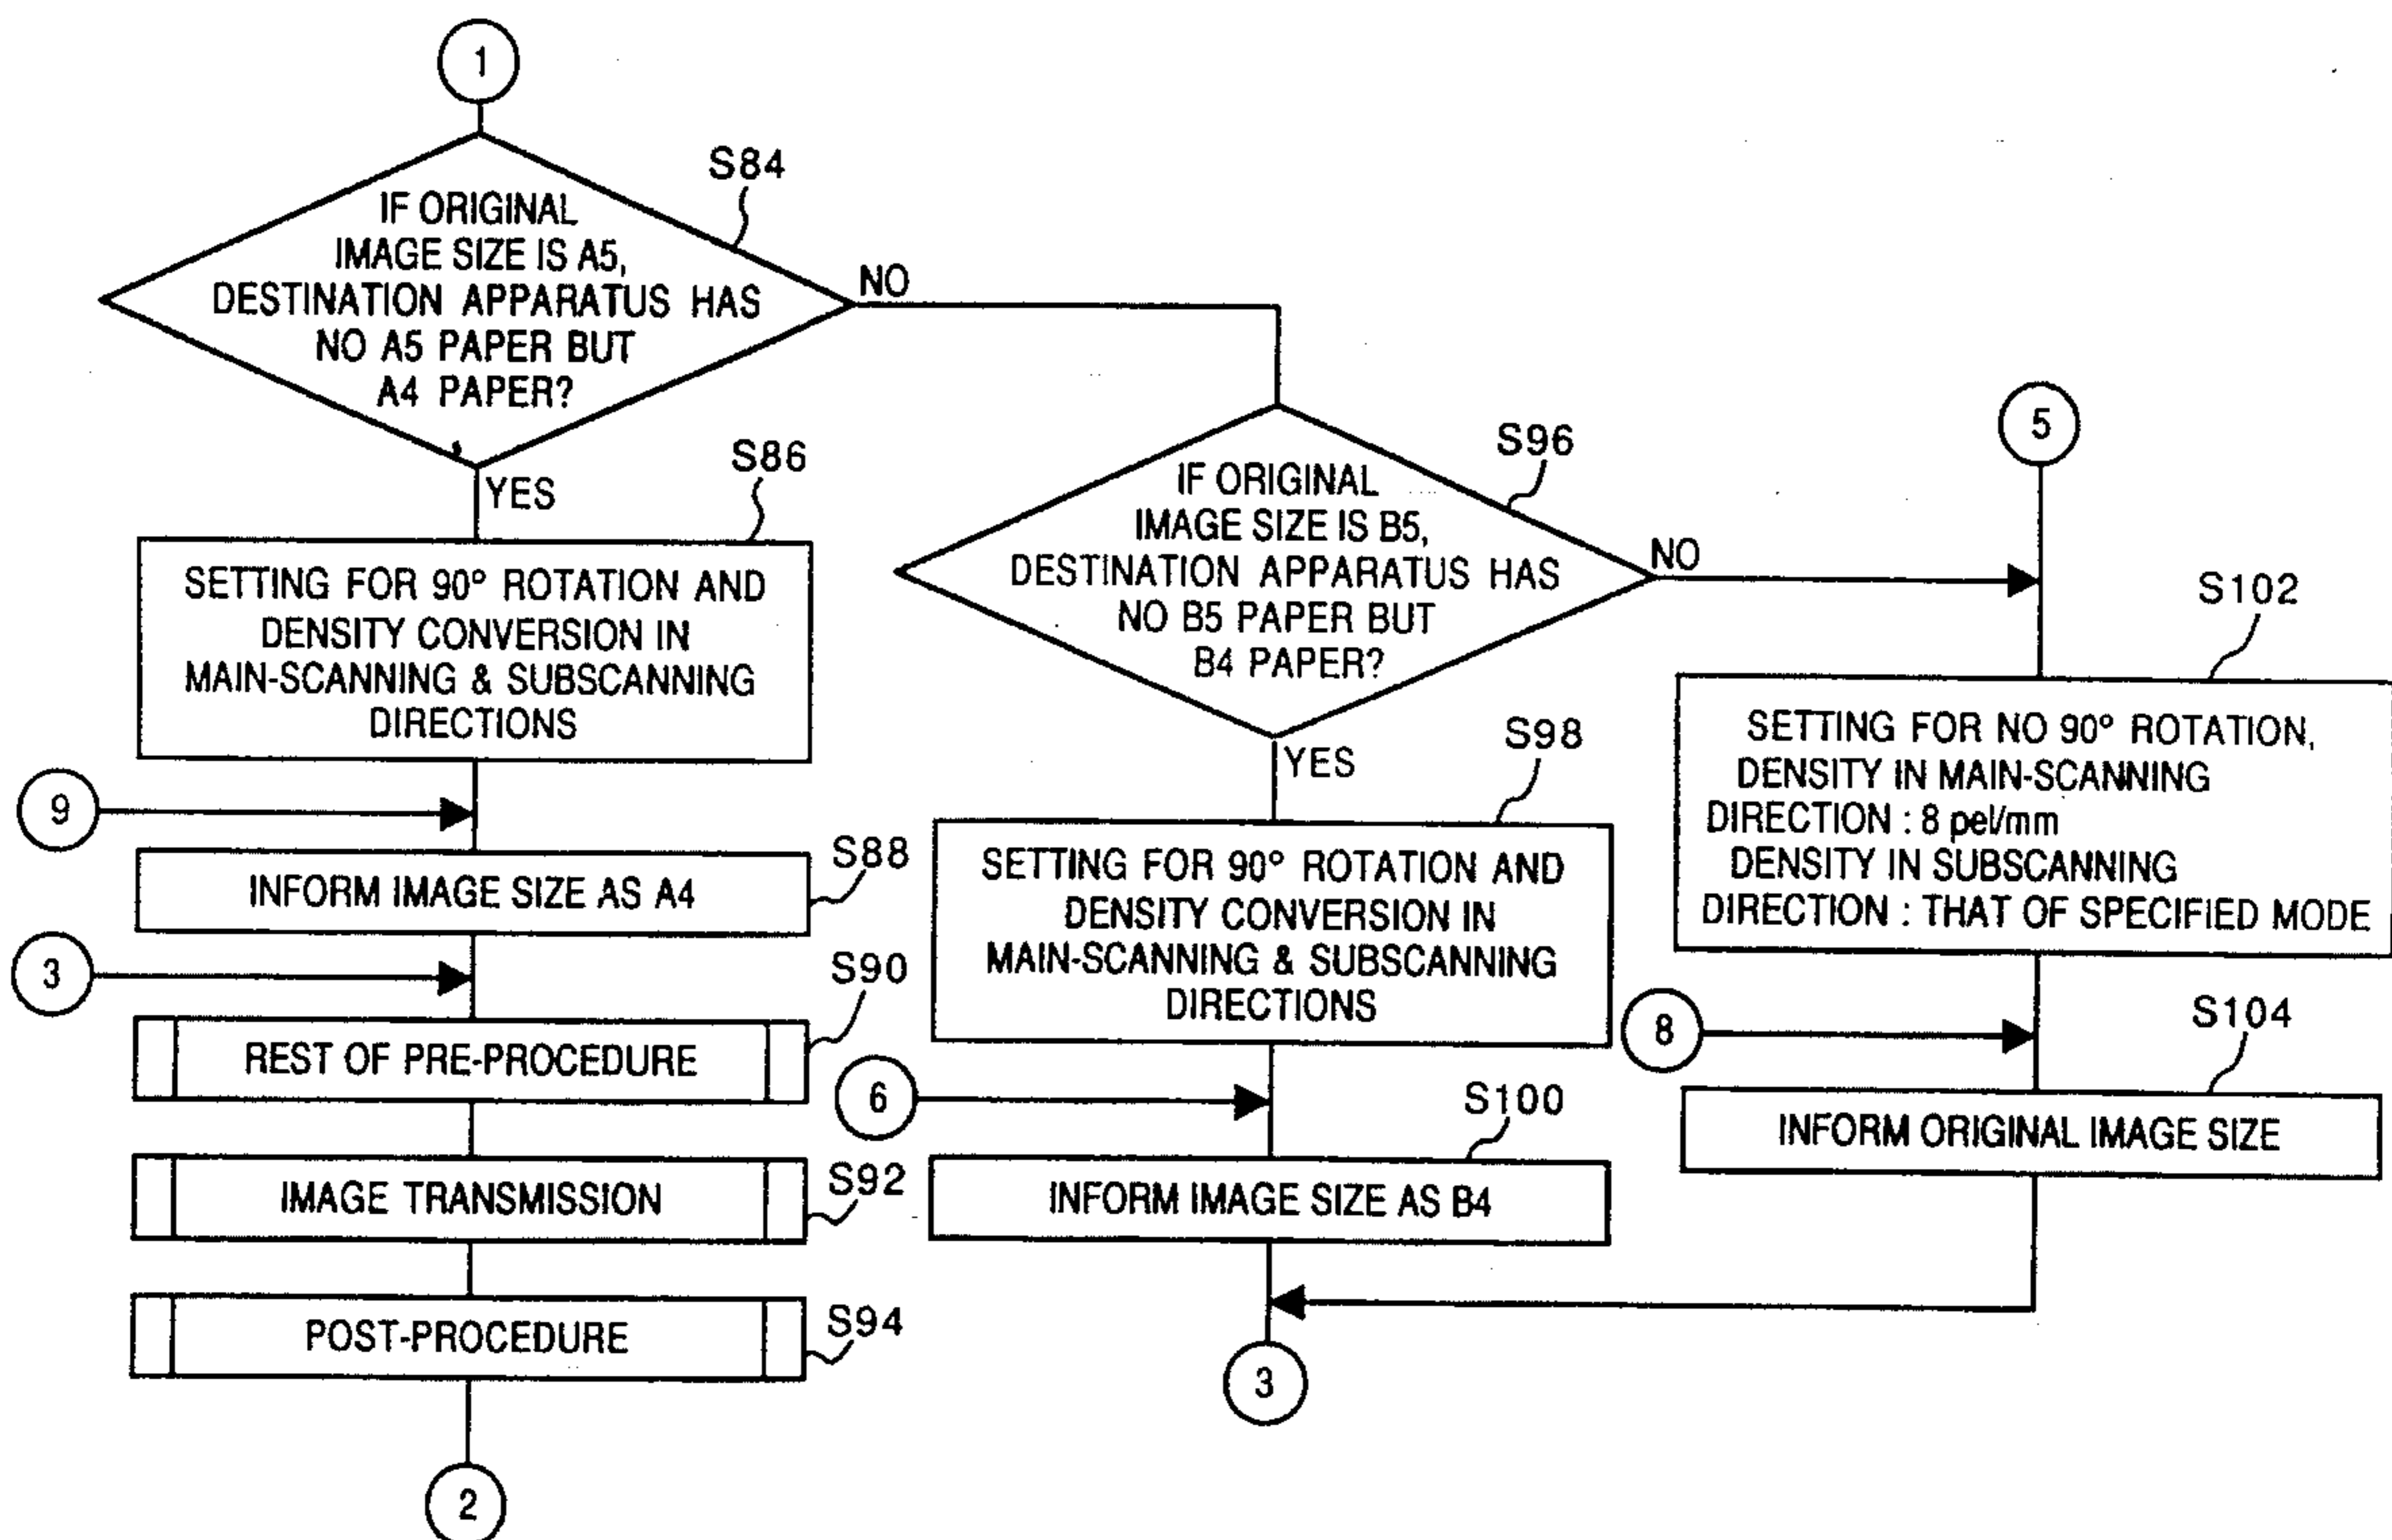 1
S84
IF ORIGINAL
IMAGE SIZE IS A5,
DESTINATION APPARATUS HAS
NO A5 PAPER BUT
A4 PAPER?
NO
YES
S86
SETTING FOR 90° ROTATION AND
DENSITY CONVERSION IN
MAIN-SCANNING & SUBSCANNING
DIRECTIONS
9
S88
INFORM IMAGE SIZE AS A4
3
S90
REST OF PRE-PROCEDURE
S92
IMAGE TRANSMISSION
S94
POST-PROCEDURE
2
S96
IF ORIGINAL
IMAGE SIZE IS B5,
DESTINATION APPARATUS HAS
NO B5 PAPER BUT
B4 PAPER?
NO
YES
S98
SETTING FOR 90° ROTATION AND
DENSITY CONVERSION IN
MAIN-SCANNING & SUBSCANNING
DIRECTIONS
6
S100
INFORM IMAGE SIZE AS B4
3
5
S102
SETTING FOR NO 90° ROTATION,
DENSITY IN MAIN-SCANNING
DIRECTION : 8 pel/mm
DENSITY IN SUBSCANNING
DIRECTION : THAT OF SPECIFIED MODE
8
S104
INFORM ORIGINAL IMAGE SIZE